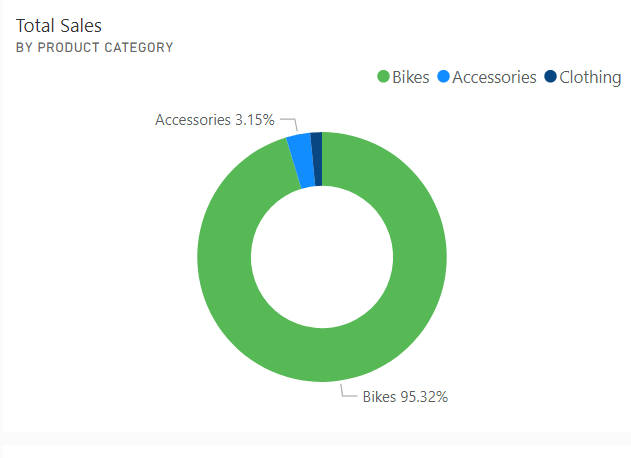 Total Sales
BY PRODUCT CATEGORY
Bikes Accessories Clothing
Accessories 3.15%
Bikes 95.32%